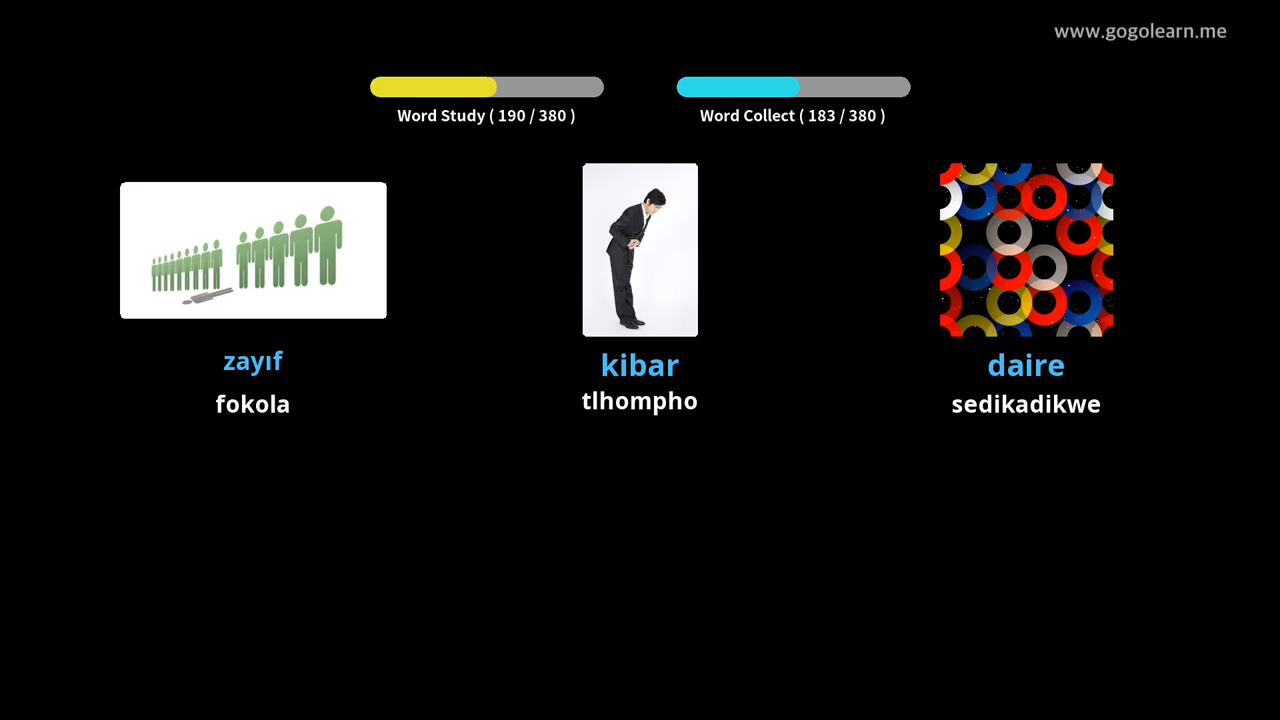 www.gogolearn.me
Word Study ( 190 / 380 )
Word Collect ( 183 / 380 )
zayıf
fokola
kibar
tlhompho
daire
sedikadikwe